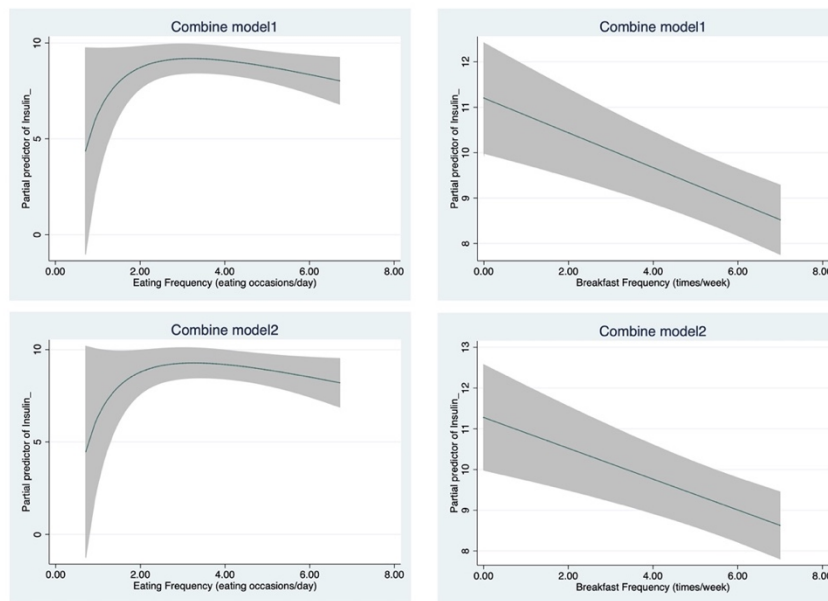 Combine model1
Partial predictor of Insulin_
10
5
0
0.00 2.00 4.00 6.00 8.00
Eating Frequency (eating occasions/day)
Combine model1
Partial predictor of Insulin_
12
11
10
9
8
0.00 2.00 4.00 6.00 8.00
Breakfast Frequency (times/week)
Combine model2
Partial predictor of Insulin_
10
5
0
0.00 2.00 4.00 6.00 8.00
Eating Frequency (eating occasions/day)
Combine model2
Partial predictor of Insulin_
13
12
11
10
9
8
0.00 2.00 4.00 6.00 8.00
Breakfast Frequency (times/week)